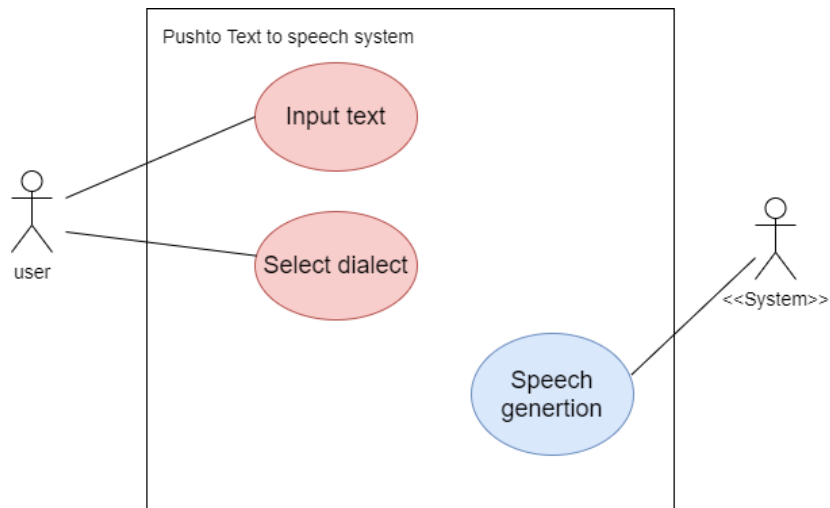 Pushto Text to speech system
Input text
user
Select dialect
<<System>>
Speech
genertion